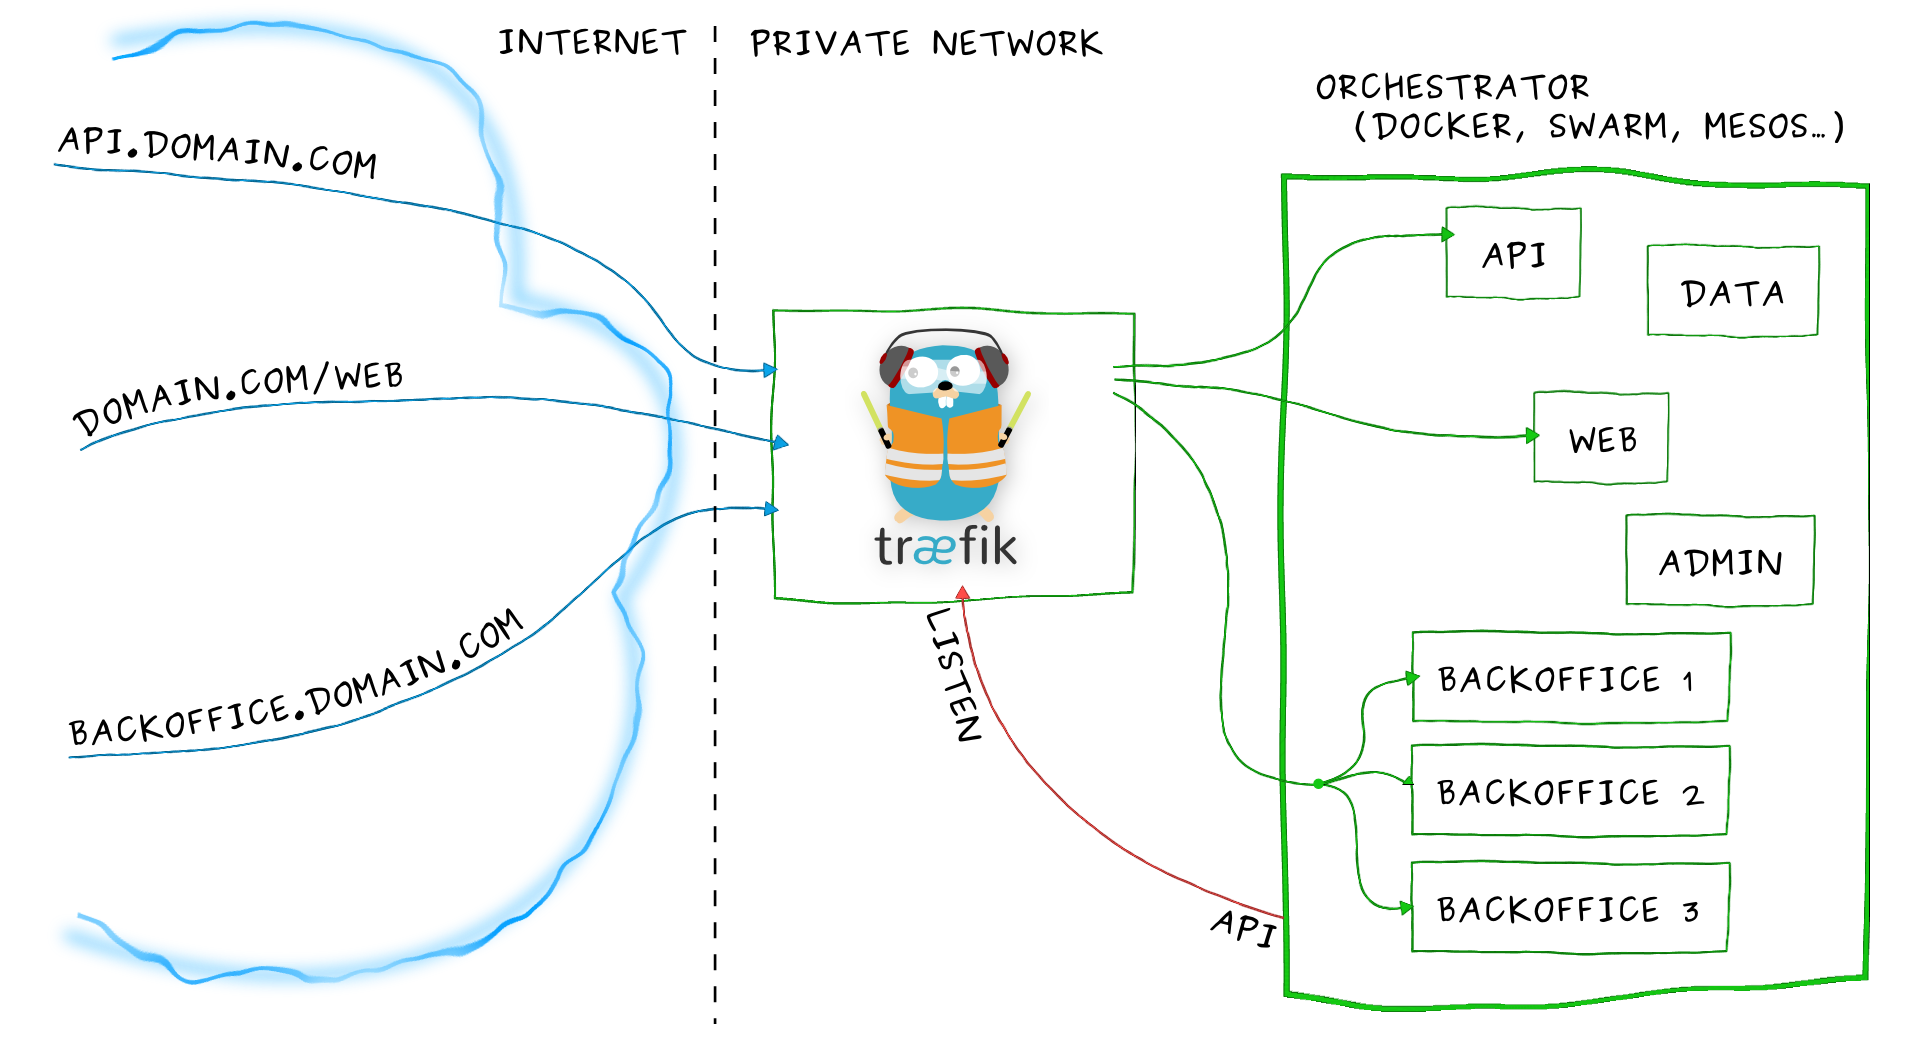 INTERNET
PRIVATE NETWORK
ORCHESTRATOR
(DOCKER, SWARM, MESOS...)
API.DOMAIN.COM
DOMAIN.COM/WEB
BACKOFFICE.DOMAIN.COM
træfik
LISTEN
API
API
DATA
WEB
ADMIN
BACKOFFICE 1
BACKOFFICE 2
BACKOFFICE 3